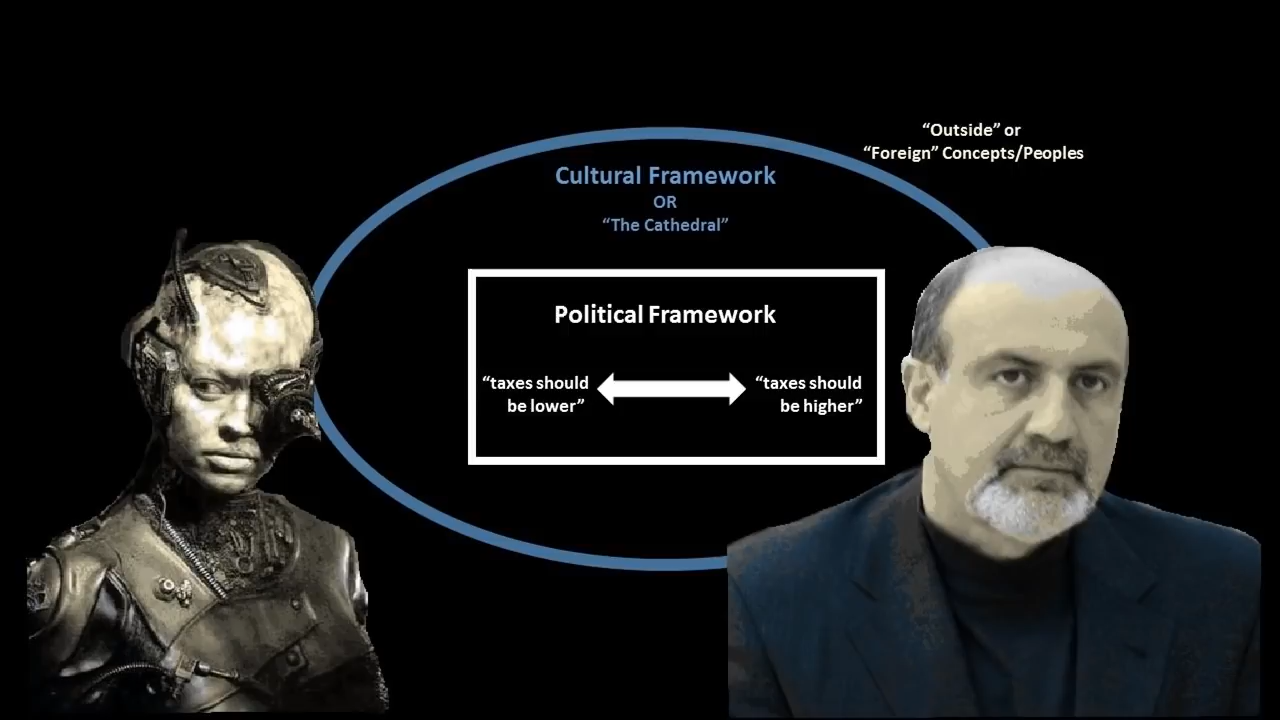 “Outside” or
“Foreign” Concepts/Peoples
Cultural Framework
OR
“The Cathedral”
Political Framework
“taxes should
be lower”
“taxes should
be higher”